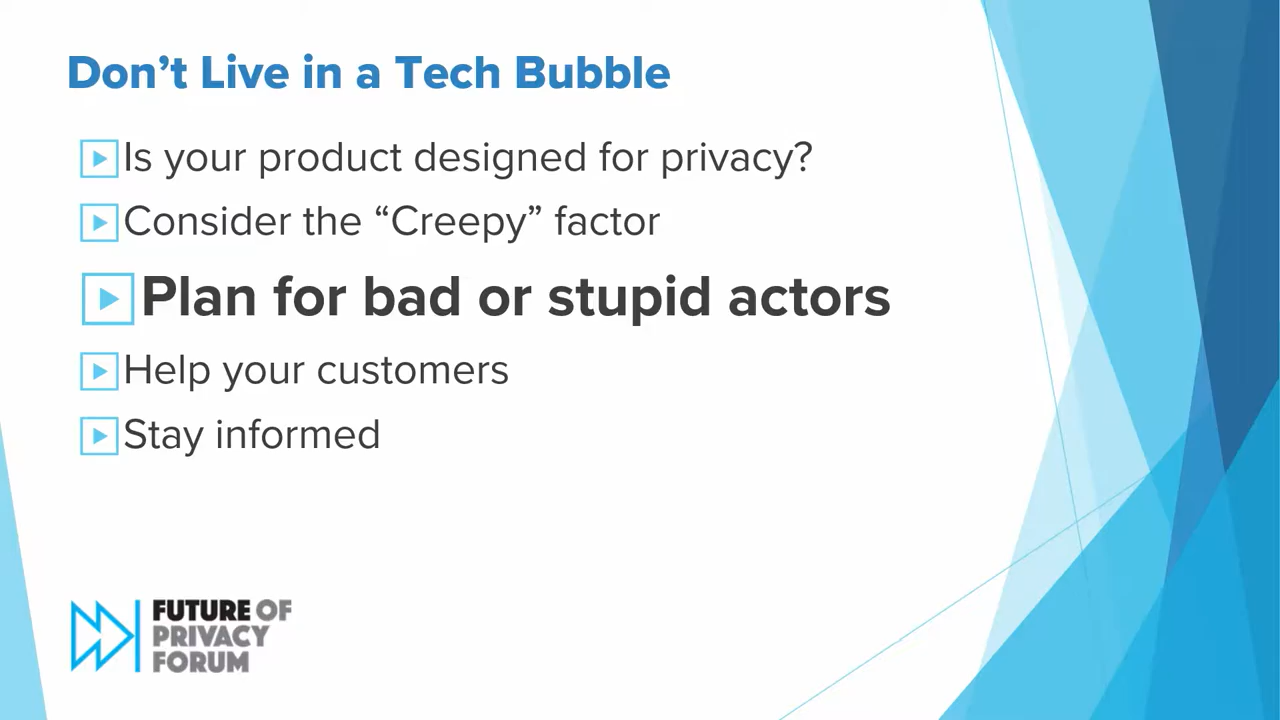 Don’t Live in a Tech Bubble
Is your product designed for privacy?
Consider the “Creepy” factor
Plan for bad or stupid actors
Help your customers
Stay informed
FUTURE OF
PRIVACY
FORUM